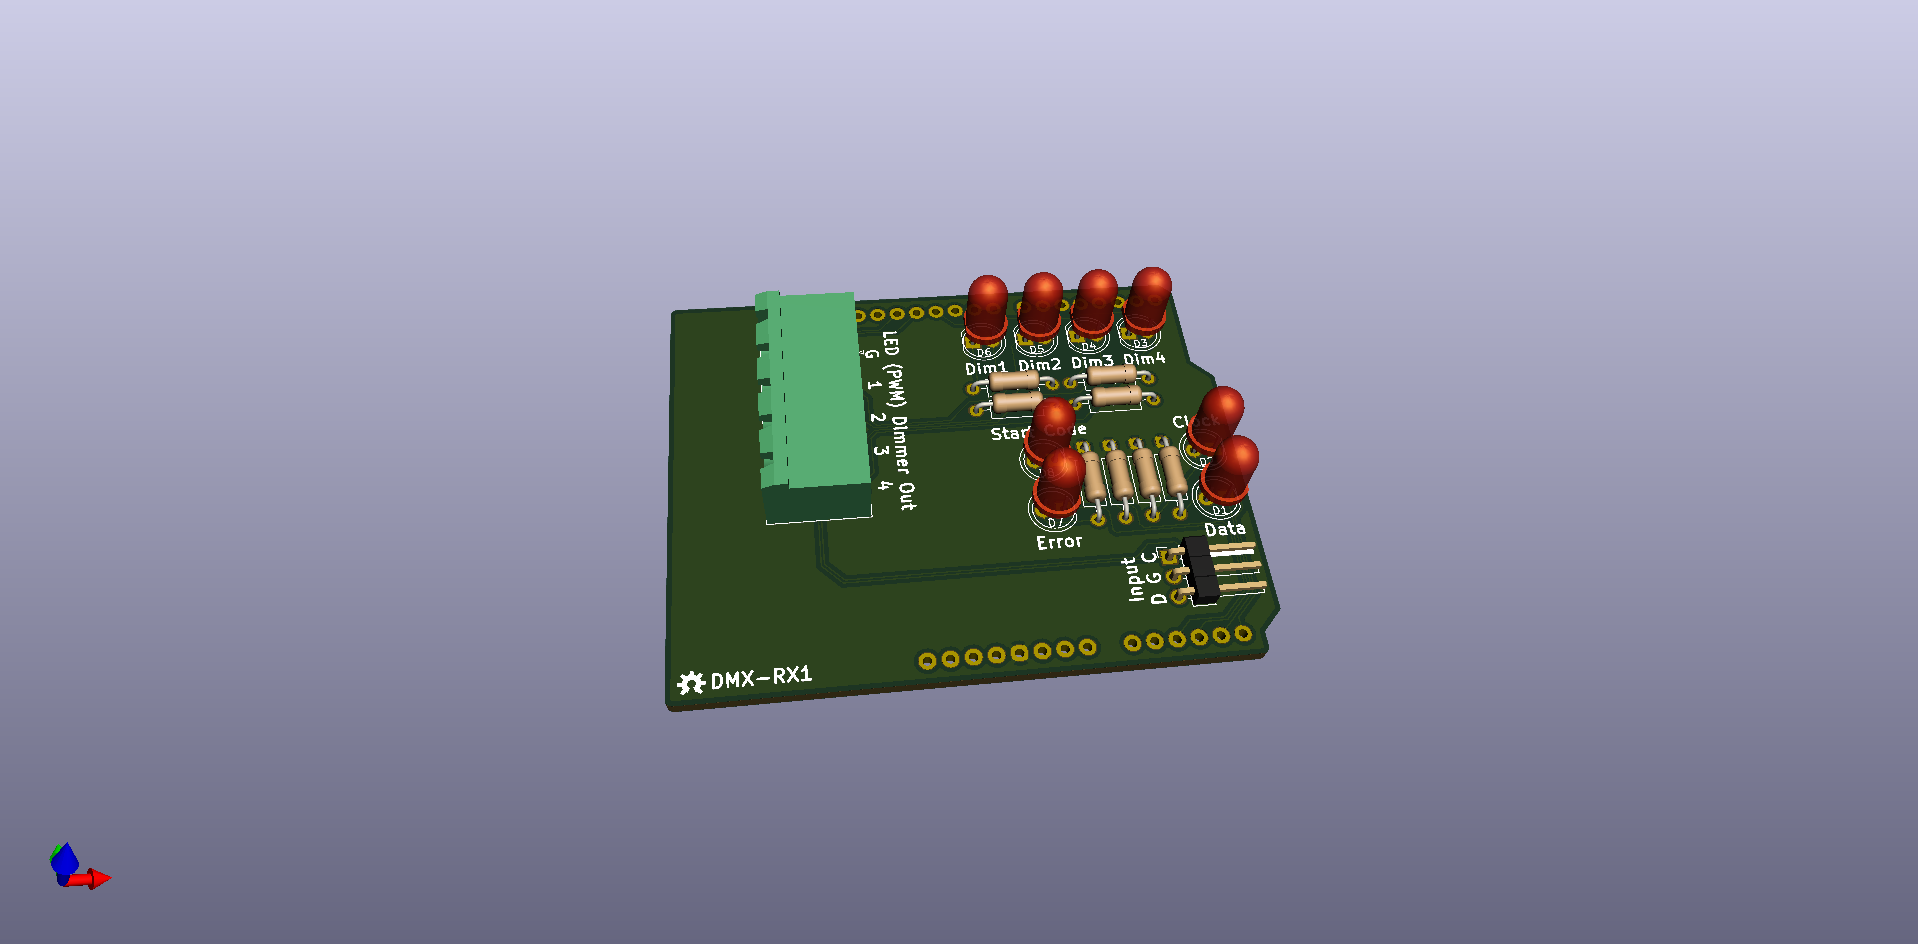 D6
D5
D4
D3
Dim1
Dim2
Dim3
Dim4
LED (PWM) Dimmer Out
G
1
2
3
4
D7
Error
D1
Data
Input
C
G
D
DMX-RX1